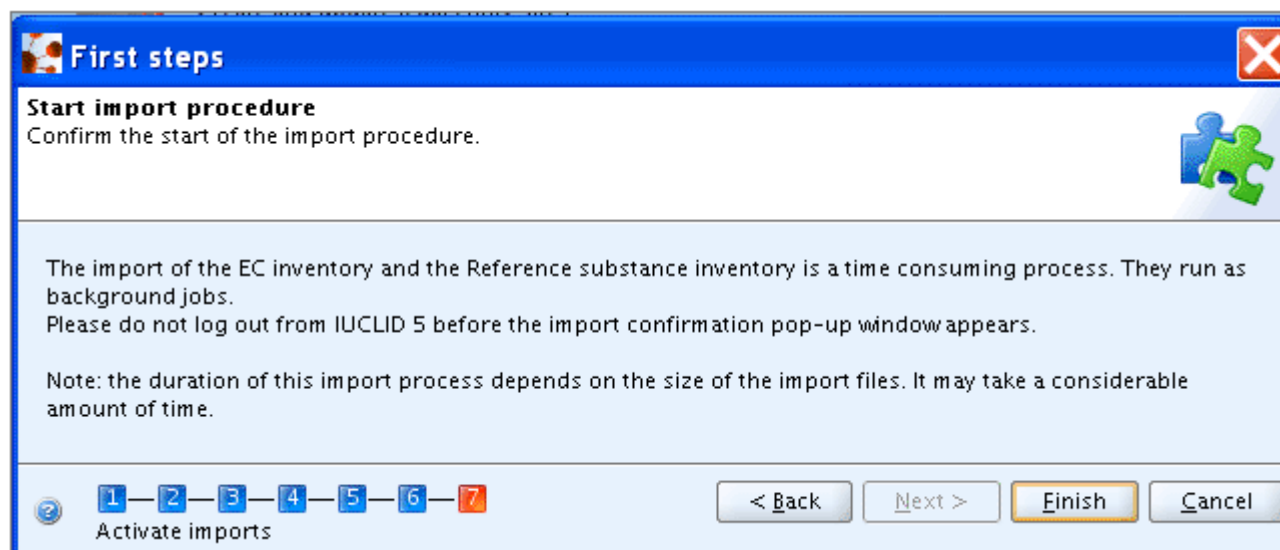 First steps
Start import procedure
Confirm the start of the import procedure.
The import of the EC inventory and the Reference substance inventory is a time consuming process. They run as
background jobs.
Please do not log out from IUCLID 5 before the import confirmation pop-up window appears.
Note: the duration of this import process depends on the size of the import files. It may take a considerable
amount of time.
1 2 3 4 5 6 7
Activate imports
< Back Next > Finish Cancel